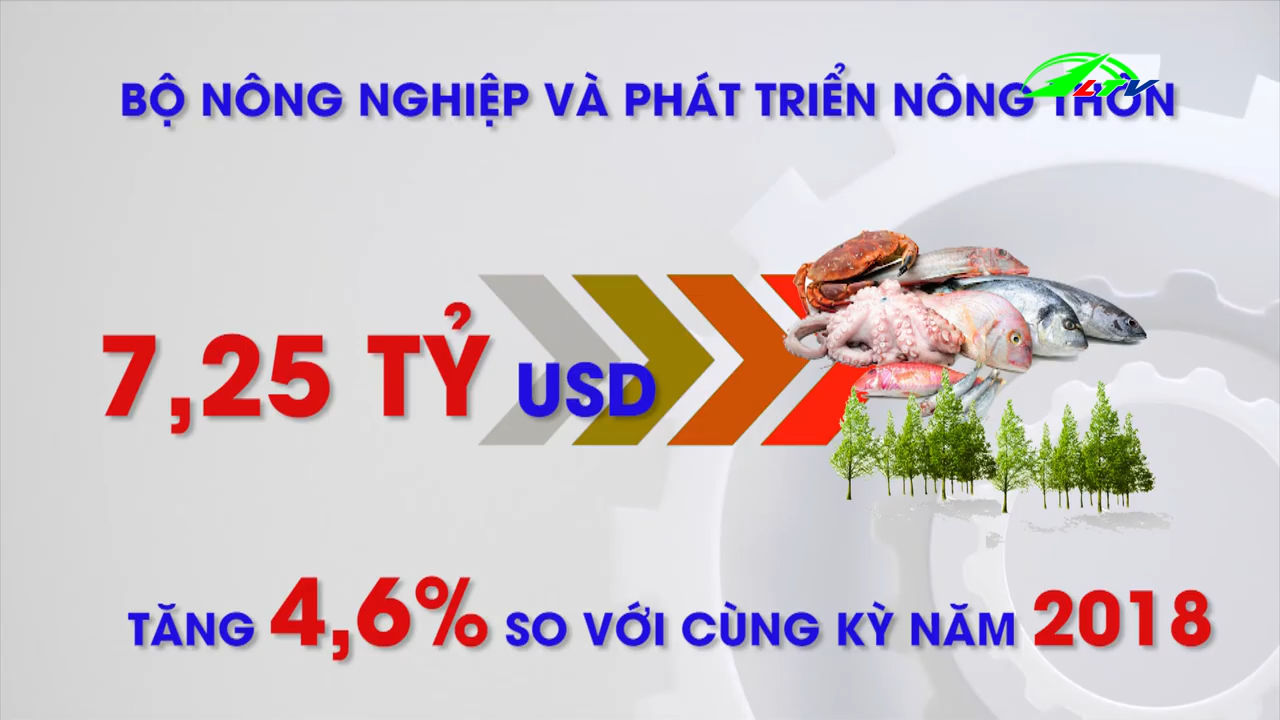 BỘ NÔNG NGHIỆP VÀ PHÁT TRIỂN NÔNG THÔN
LTV
7,25 TỶ USD
TĂNG 4,6% SO VỚI CÙNG KỲ NĂM 2018